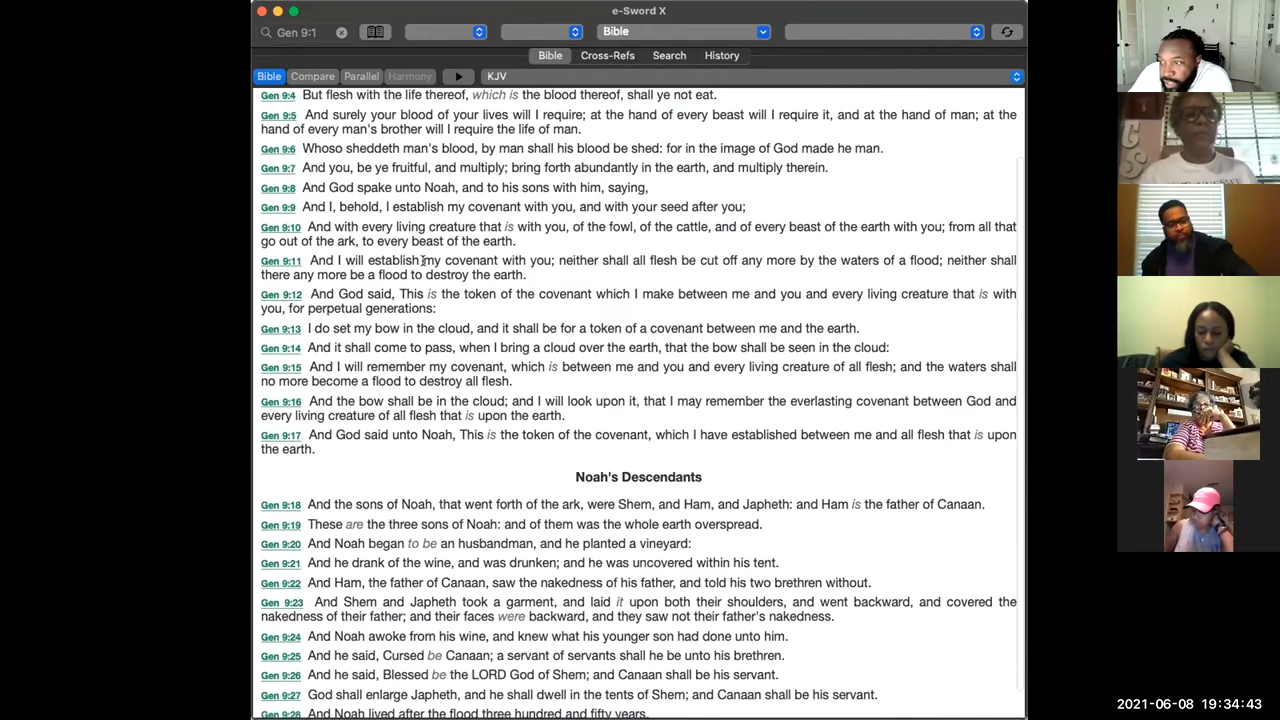 e-Sword X
Gen 9:1
Bible
Bible Cross-Refs Search History
Bible Compare Parallel Harmony KJV
Gen 9:4 But flesh with the life thereof, which is the blood thereof, shall ye not eat.
Gen 9:5 And surely your blood of your lives will I require; at the hand of every beast will I require it, and at the hand of man; at the
hand of every man's brother will I require the life of man.
Gen 9:6 Whoso sheddeth man's blood, by man shall his blood be shed: for in the image of God made he man.
Gen 9:7 And you, be ye fruitful, and multiply; bring forth abundantly in the earth, and multiply therein.
Gen 9:8 And God spake unto Noah, and to his sons with him, saying,
Gen 9:9 And I, behold, I establish my covenant with you, and with your seed after you;
Gen 9:10 And with every living creature that is with you, of the fowl, of the cattle, and of every beast of the earth with you; from all that
go out of the ark, to every beast of the earth.
Gen 9:11 And I will establish my covenant with you; neither shall all flesh be cut off any more by the waters of a flood; neither shall
there any more be a flood to destroy the earth.
Gen 9:12 And God said, This is the token of the covenant which I make between me and you and every living creature that is with
you, for perpetual generations:
Gen 9:13 I do set my bow in the cloud, and it shall be for a token of a covenant between me and the earth.
Gen 9:14 And it shall come to pass, when I bring a cloud over the earth, that the bow shall be seen in the cloud:
Gen 9:15 And I will remember my covenant, which is between me and you and every living creature of all flesh; and the waters shall
no more become a flood to destroy all flesh.
Gen 9:16 And the bow shall be in the cloud; and I will look upon it, that I may remember the everlasting covenant between God and
every living creature of all flesh that is upon the earth.
Gen 9:17 And God said unto Noah, This is the token of the covenant, which I have established between me and all flesh that is upon
the earth.
Noah's Descendants
Gen 9:18 And the sons of Noah, that went forth of the ark, were Shem, and Ham, and Japheth: and Ham is the father of Canaan.
Gen 9:19 These are the three sons of Noah: and of them was the whole earth overspread.
Gen 9:20 And Noah began to be an husbandman, and he planted a vineyard:
Gen 9:21 And he drank of the wine, and was drunken; and he was uncovered within his tent.
Gen 9:22 And Ham, the father of Canaan, saw the nakedness of his father, and told his two brethren without.
Gen 9:23 And Shem and Japheth took a garment, and laid it upon both their shoulders, and went backward, and covered the
nakedness of their father; and their faces were backward, and they saw not their father's nakedness.
Gen 9:24 And Noah awoke from his wine, and knew what his younger son had done unto him.
Gen 9:25 And he said, Cursed be Canaan; a servant of servants shall he be unto his brethren.
Gen 9:26 And he said, Blessed be the LORD God of Shem; and Canaan shall be his servant.
Gen 9:27 God shall enlarge Japheth, and he shall dwell in the tents of Shem; and Canaan shall be his servant.
Gen 9:28 And Noah lived after the flood three hundred and fifty years.
2021-06-08 19:34:43